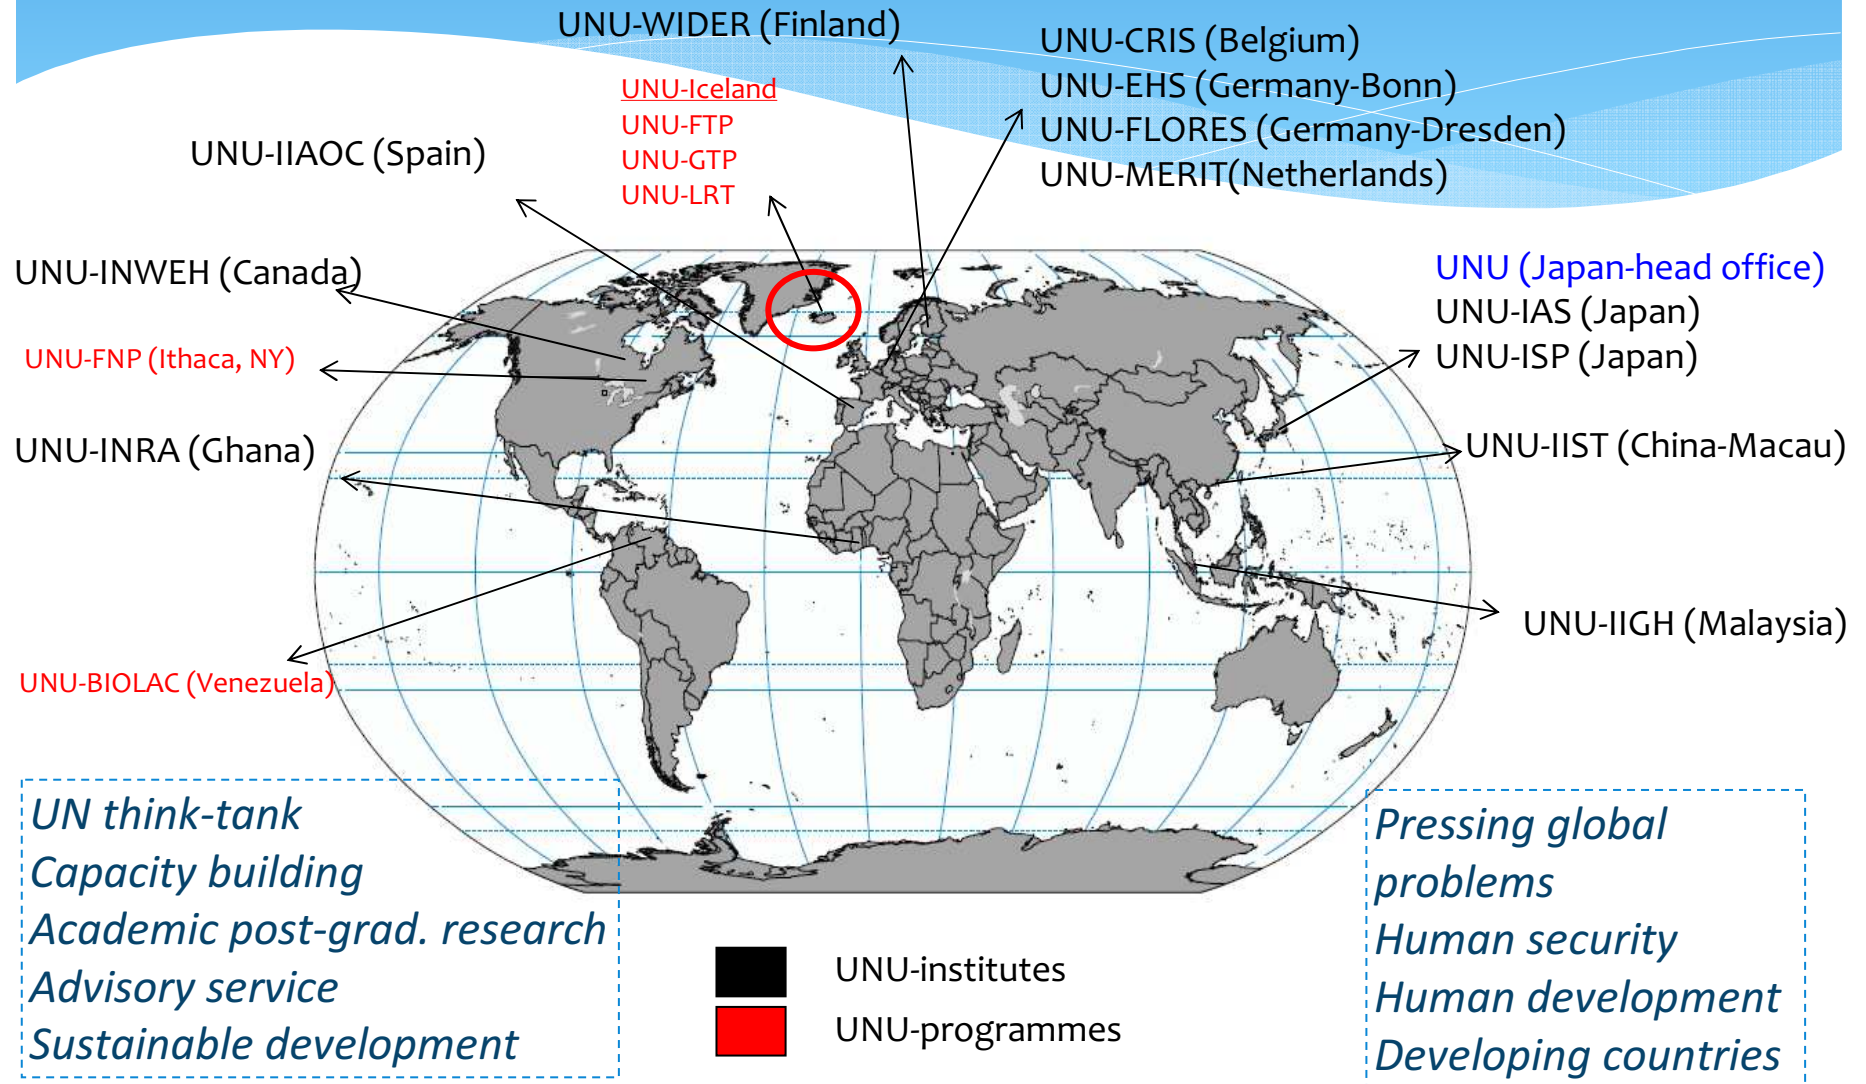 UNU-WIDER (Finland)
UNU-CRIS (Belgium)
UNU-EHS (Germany-Bonn)
UNU-FLORES (Germany-Dresden)
UNU-MERIT(Netherlands)
UNU-Iceland
UNU-FTP
UNU-GTP
UNU-LRT
UNU-IIAOC (Spain)
UNU-INWEH (Canada)
UNU-FNP (Ithaca, NY)
UNU-INRA (Ghana)
UNU-BIOLAC (Venezuela)
UNU (Japan-head office)
UNU-IAS (Japan)
UNU-ISP (Japan)
UNU-IIST (China-Macau)
UNU-IIGH (Malaysia)
UN think-tank
Capacity building
Academic post-grad. research
Advisory service
Sustainable development
UNU-institutes
UNU-programmes
Pressing global
problems
Human security
Human development
Developing countries